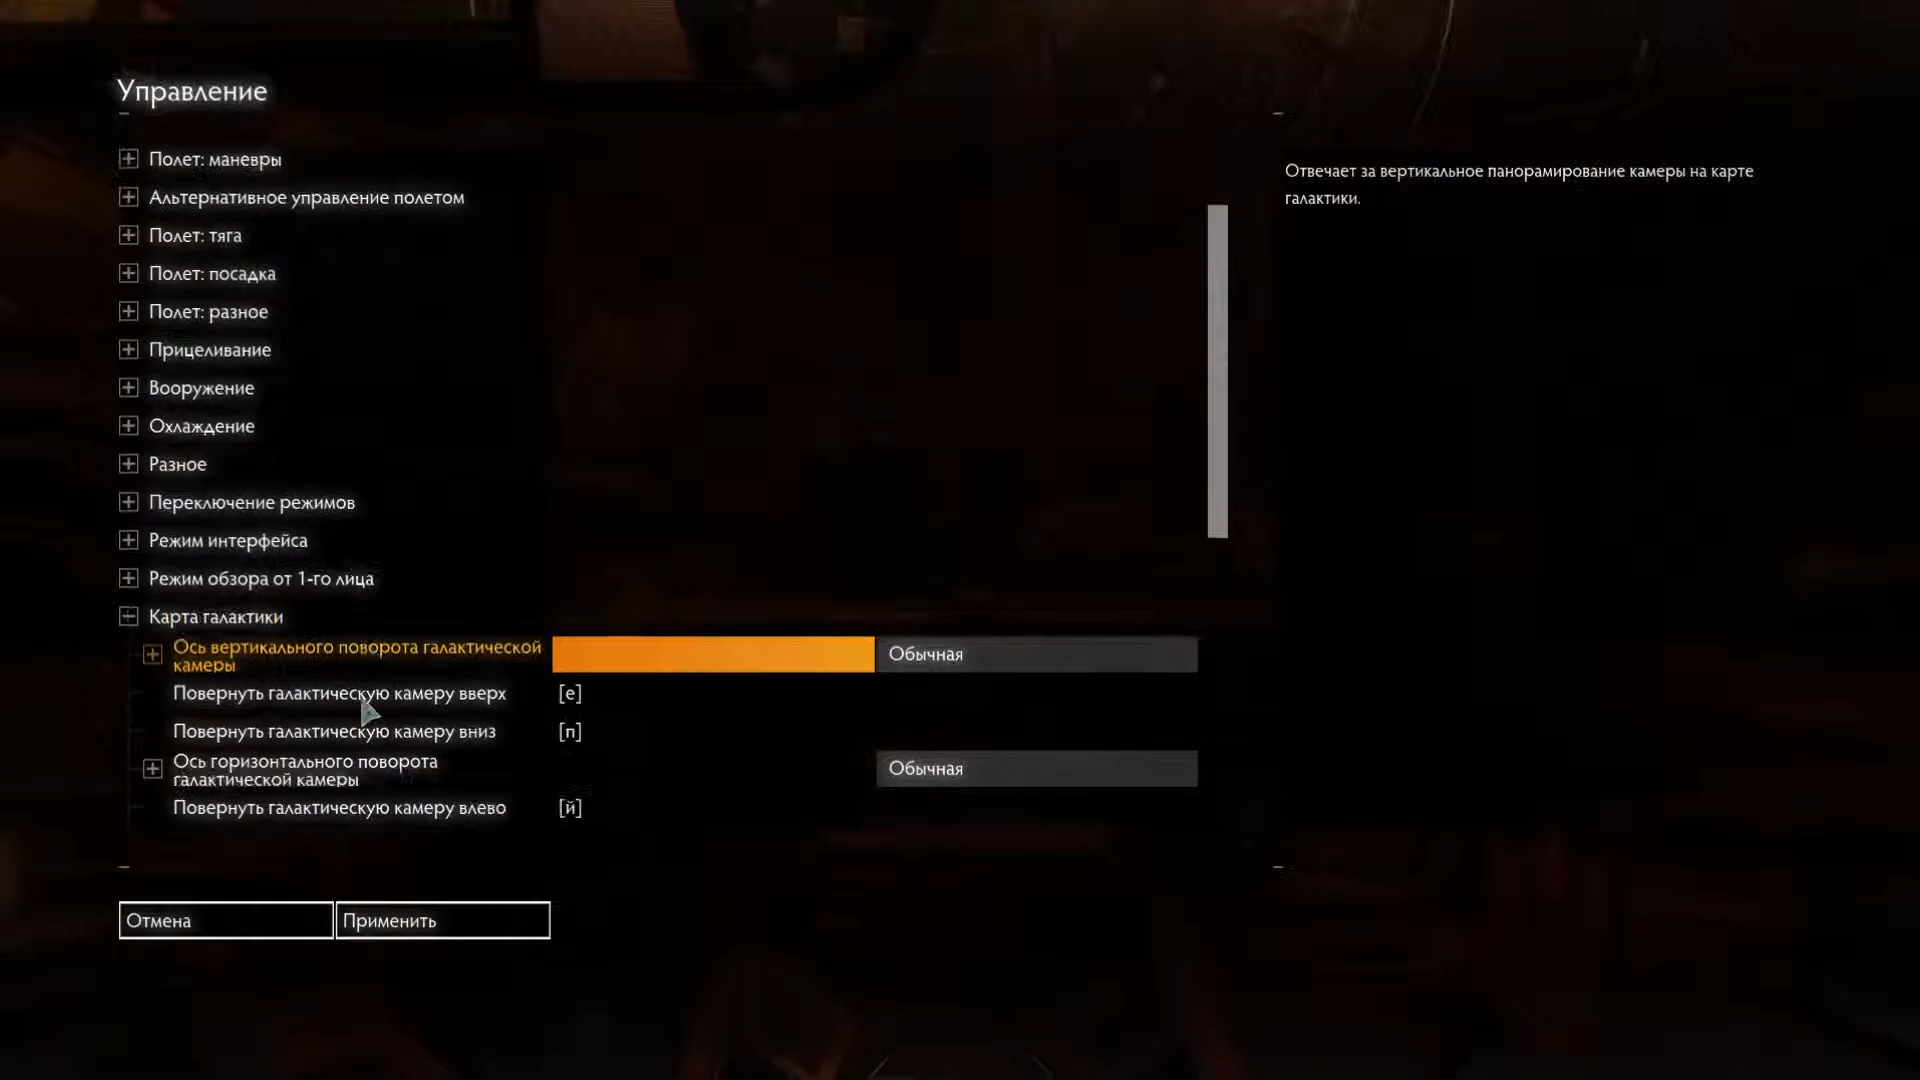 Управление
Полет: маневры
Альтернативное управление полетом
Полет: тяга
Полет: посадка
Полет: разное
Прицеливание
Вооружение
Охлаждение
Разное
Переключение режимов
Режим интерфейса
Режим обзора от 1-го лица
Карта галактики
Ось вертикального поворота галактической
камеры
Обычная
Повернуть галактическую камеру вверх [е]
Повернуть галактическую камеру вниз [п]
Ось горизонтального поворота
галактической камеры
Обычная
Повернуть галактическую камеру влево [й]
Отмена
Применить
Отвечает за вертикальное панорамирование камеры на карте
галактики.